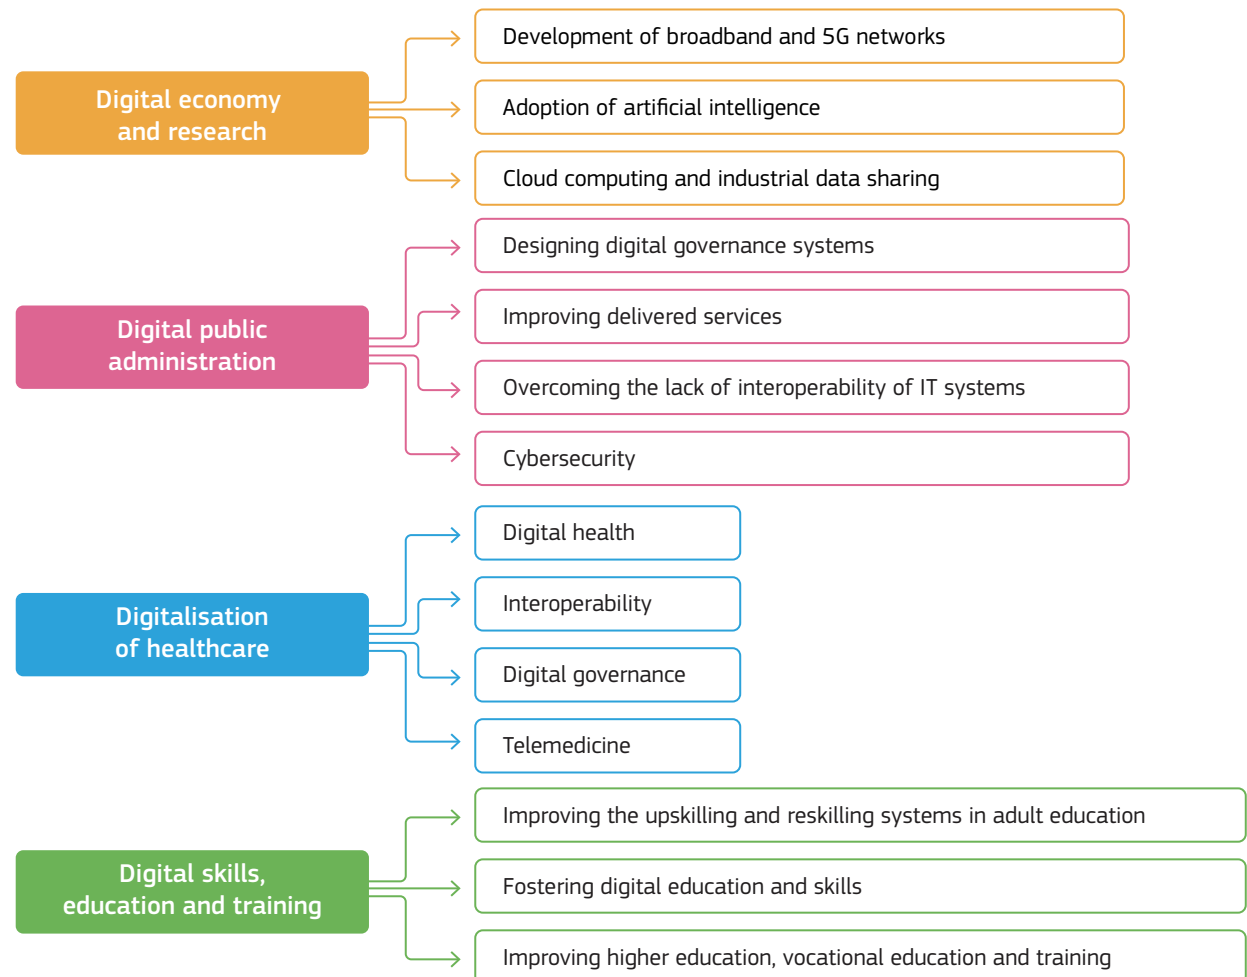 Digital economy
and research
Development of broadband and 5G networks
Adoption of artificial intelligence
Cloud computing and industrial data sharing
Digital public
administration
Designing digital governance systems
Improving delivered services
Overcoming the lack of interoperability of IT systems
Cybersecurity
Digitalisation
of healthcare
Digital health
Interoperability
Digital governance
Telemedicine
Digital skills,
education and training
Improving the upskilling and reskilling systems in adult education
Fostering digital education and skills
Improving higher education, vocational education and training